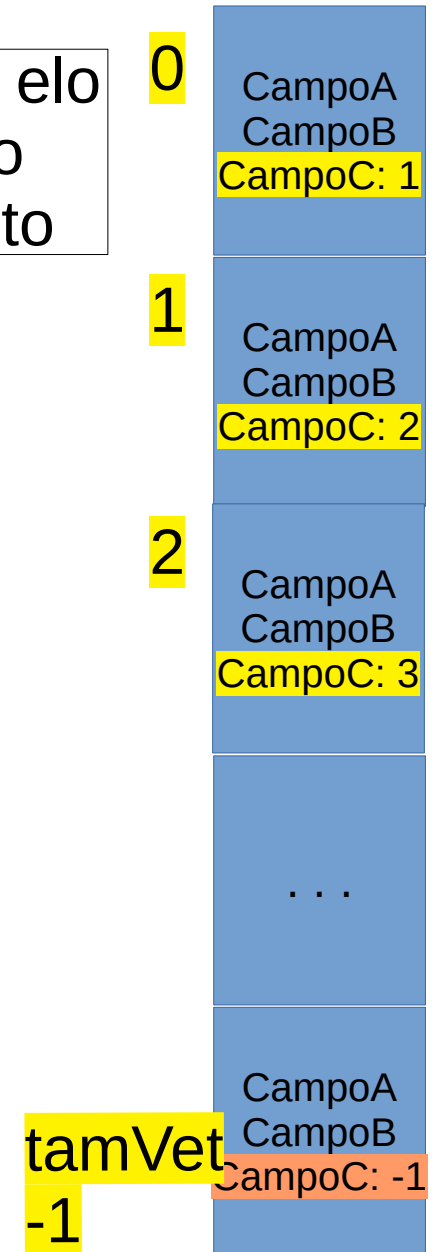 elo
o
to
0
CampoA
CampoB
CampoC: 1
1
CampoA
CampoB
CampoC: 2
2
CampoA
CampoB
CampoC: 3
. . .
tamVet
-1
CampoA
CampoB
CampoC: -1